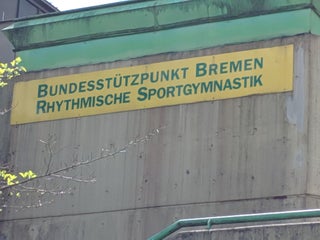 BUNDESSTÜTZPUNKT BREMEN
RHYTHMISCHE SPORTGYMNASTIK